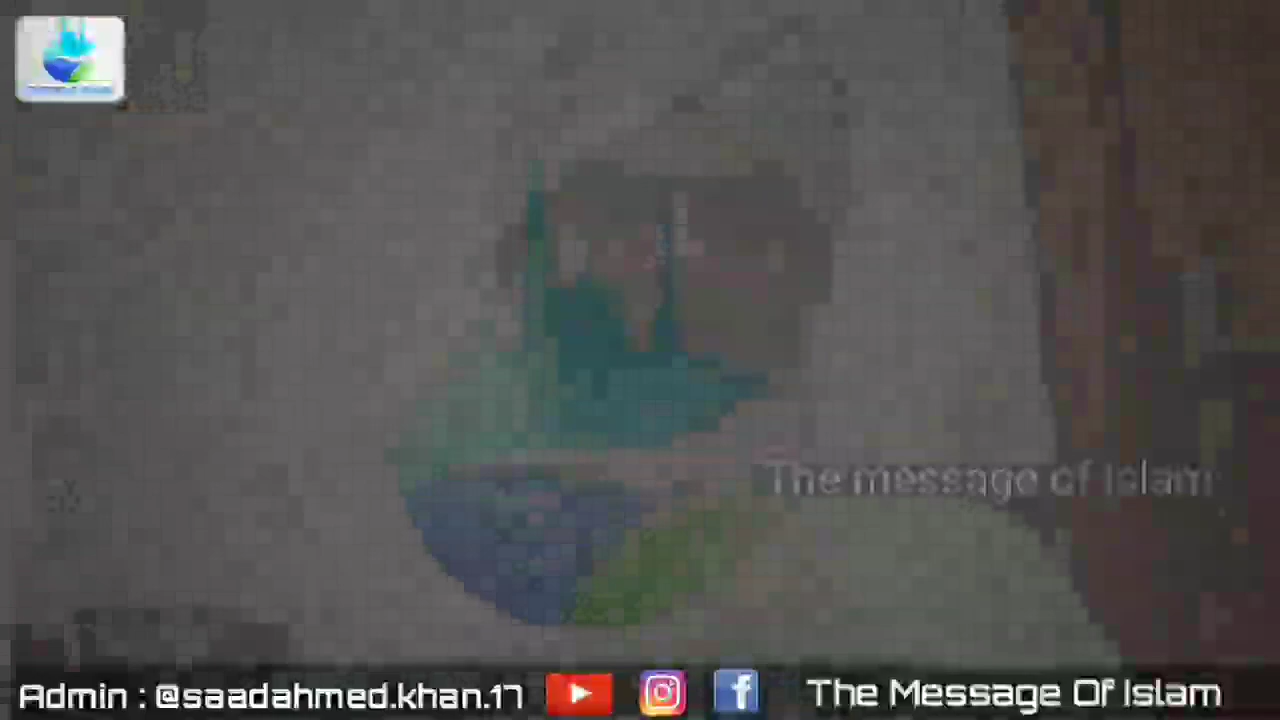 The message of Islam
Admin : @saadahmed.khan.17 The Message Of Islam